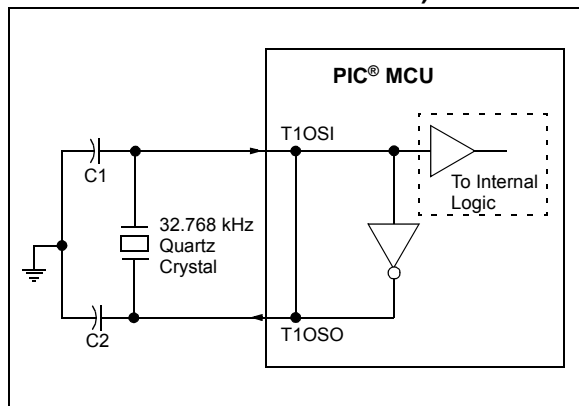 PIC® MCU
T1OSI
C1
To Internal
Logic
32.768 kHz
Quartz
Crystal
C2
T1OSO